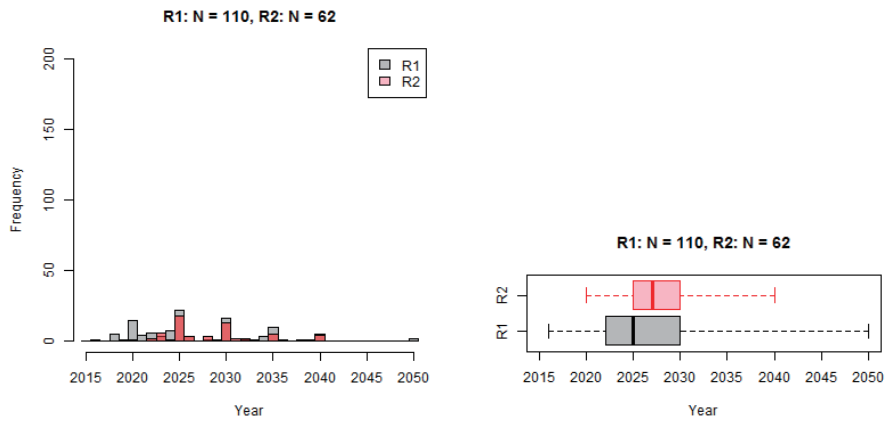 R1: N = 110, R2: N = 62
200
150
100
50
0
Frequency
R1
R2
2015 2020 2025 2030 2035 2040 2045 2050
Year
R1: N = 110, R2: N = 62
R2
R1
2015 2020 2025 2030 2035 2040 2045 2050
Year